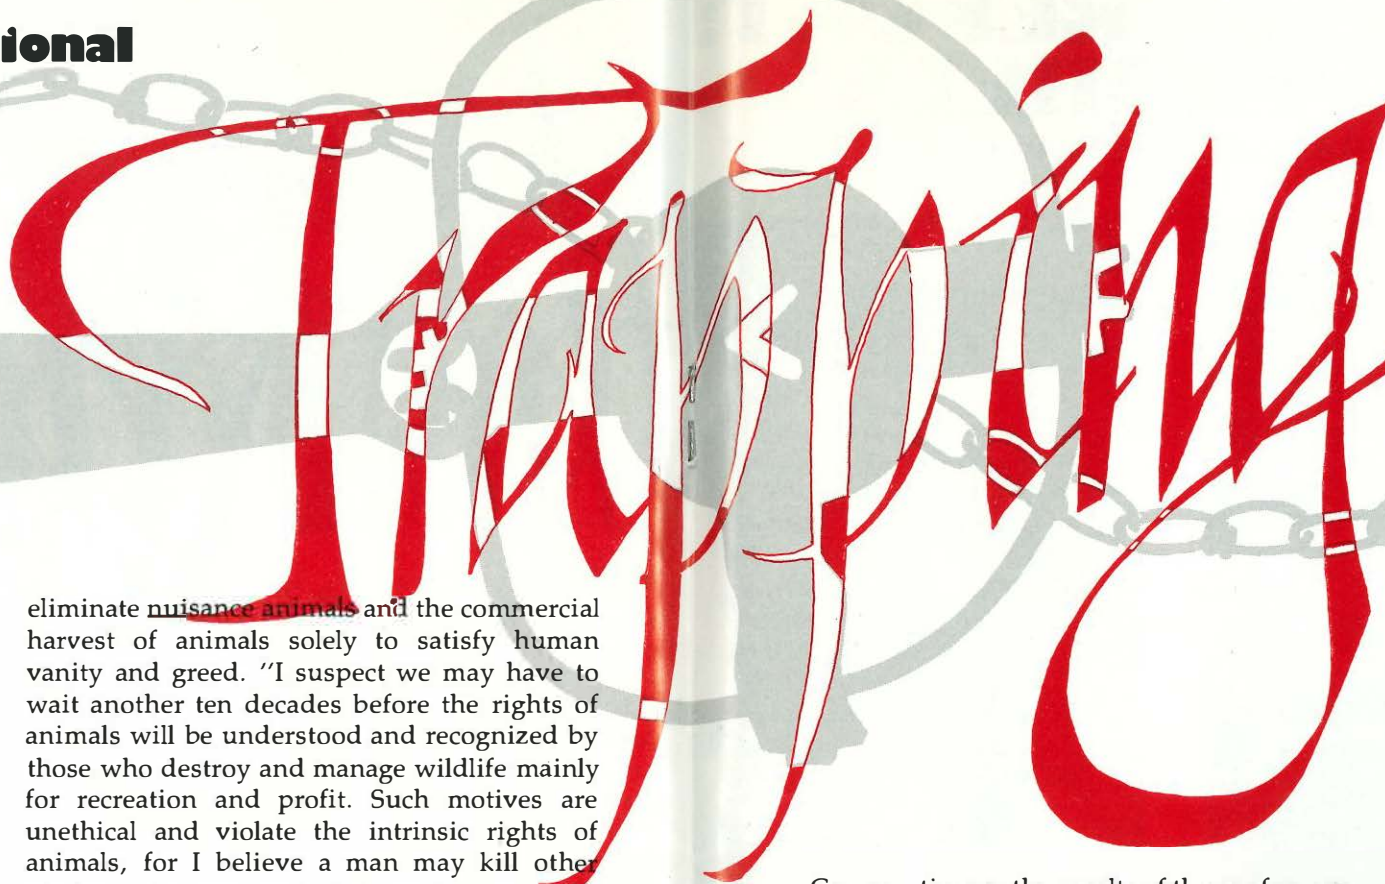 ional
Trapping
eliminate nuisance animals and the commercial
harvest of animals solely to satisfy human
vanity and greed. "I suspect we may have to
wait another ten decades before the rights of
animals will be understood and recognized by
those who destroy and manage wildlife mainly
for recreation and profit. Such motives are
unethical and violate the intrinsic rights of
animals, for I believe a man may kill other